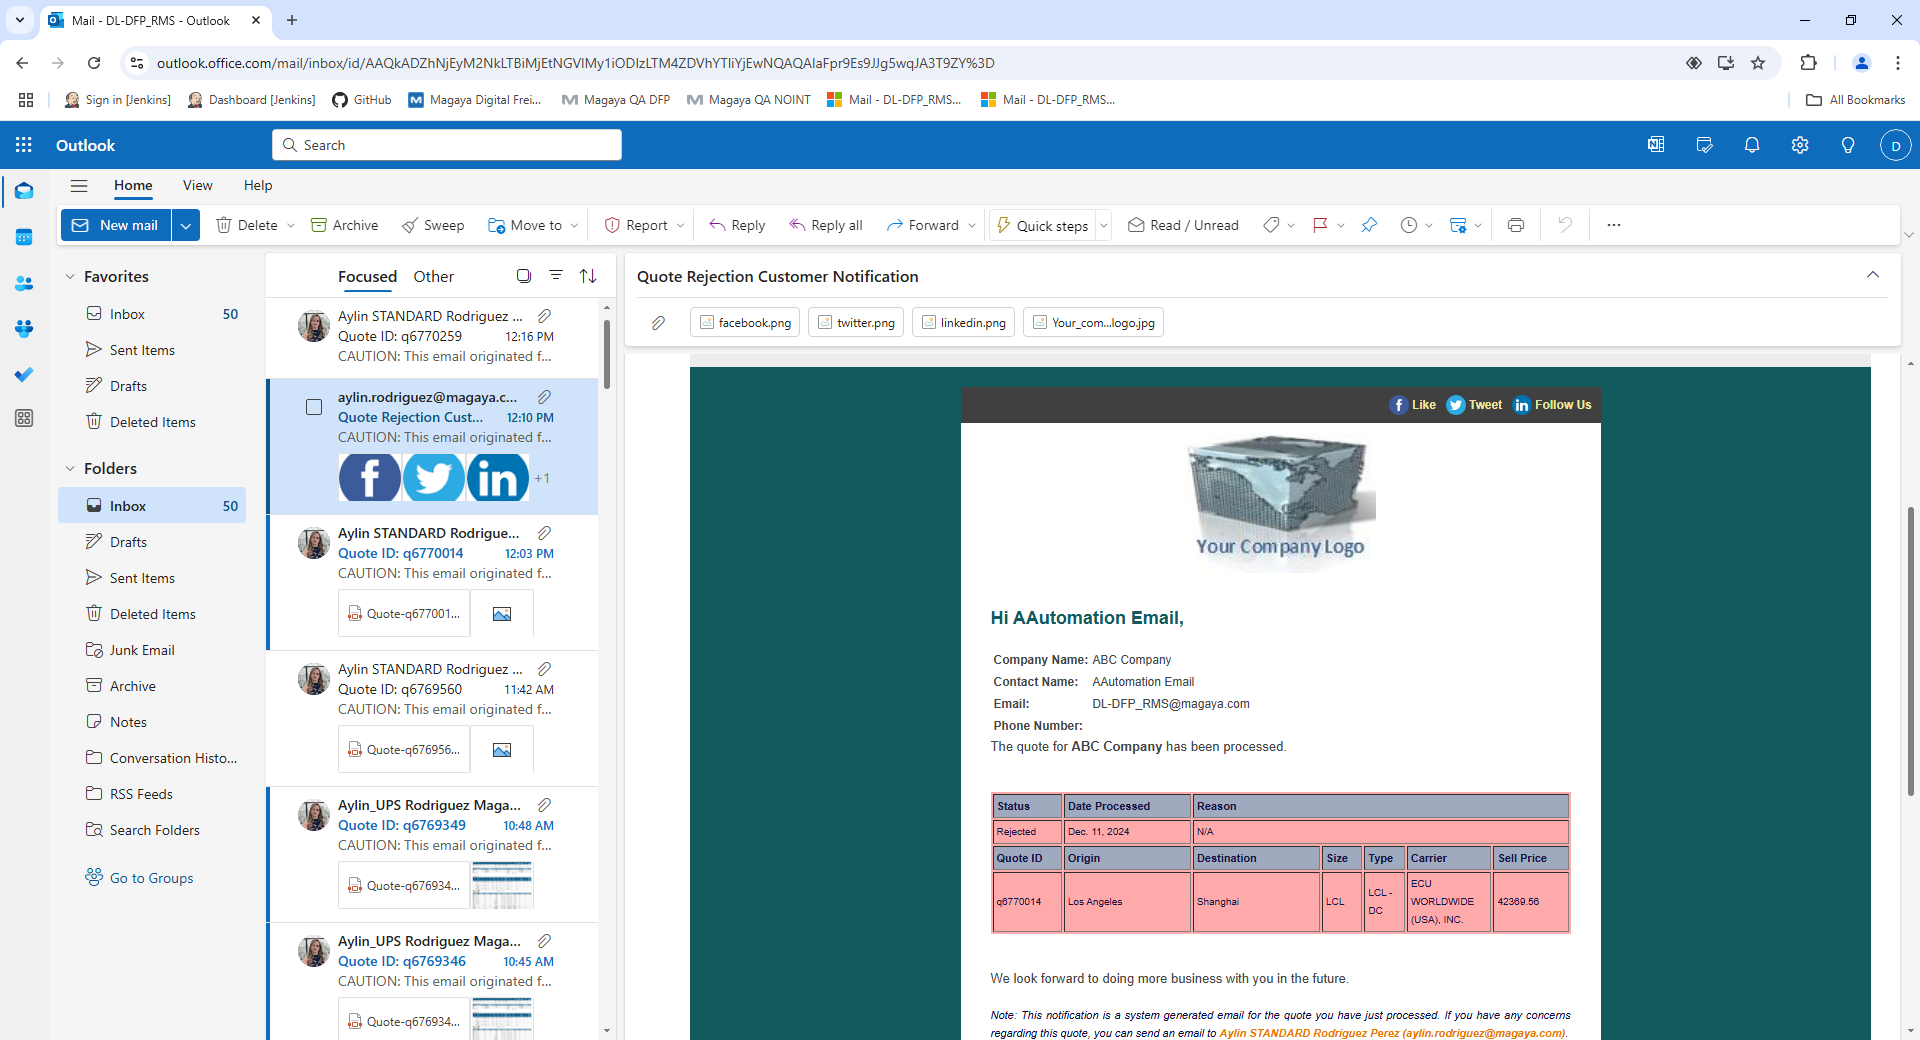 Mail - DL-DFP_RMS - Outlook
outlook.office.com/mail/inbox/id/AAQkADZhNjEyM2NkLTBiMjEtNGVlMy1iODIzLTM4ZDVhYTliYjEwNQAQAIaFpr9Es9JJg5wqJA3T9ZY%3D
Sign in [Jenkins]
Dashboard [Jenkins]
GitHub
Magaya Digital Frei...
Magaya QA DFP
Magaya QA NOINT
Mail - DL-DFP_RMS...
Mail - DL-DFP_RMS...
All Bookmarks
Outlook
Search
D
Home
View
Help
New mail
Delete
Archive
Sweep
Move to
Report
Reply
Reply all
Forward
Quick steps
Read / Unread
Favorites
Inbox 50
Sent Items
Drafts
Deleted Items
Folders
Inbox 50
Drafts
Sent Items
Deleted Items
Junk Email
Archive
Notes
Conversation Histo...
RSS Feeds
Search Folders
Go to Groups
Focused
Other
Aylin STANDARD Rodriguez ...
Quote ID: q6770259 12:16 PM
CAUTION: This email originated f...
aylin.rodriguez@magaya.c...
Quote Rejection Cust... 12:10 PM
CAUTION: This email originated f...
+1
Aylin STANDARD Rodrigue...
Quote ID: q6770014 12:03 PM
CAUTION: This email originated f...
Quote-q677001...
Aylin STANDARD Rodriguez ...
Quote ID: q6769560 11:42 AM
CAUTION: This email originated f...
Quote-q676956...
Aylin_UPS Rodriguez Maga...
Quote ID: q6769349 10:48 AM
CAUTION: This email originated f...
Quote-q676934...
Aylin_UPS Rodriguez Maga...
Quote ID: q6769346 10:45 AM
CAUTION: This email originated f...
Quote-q676934...
Quote Rejection Customer Notification
facebook.png
twitter.png
linkedin.png
Your_com...logo.jpg
Like
Tweet
Follow Us
Your Company Logo
Hi AAutomation Email,
Company Name: ABC Company
Contact Name: AAutomation Email
Email: DL-DFP_RMS@magaya.com
Phone Number:
The quote for ABC Company has been processed.
Status Date Processed Reason
Rejected Dec. 11, 2024 N/A
Quote ID Origin Destination Size Type Carrier Sell Price
q6770014 Los Angeles Shanghai LCL LCL - DC ECU WORLDWIDE (USA), INC. 42369.56
We look forward to doing more business with you in the future.
Note: This notification is a system generated email for the quote you have just processed. If you have any concerns
regarding this quote, you can send an email to Aylin STANDARD Rodriguez Perez (aylin.rodriguez@magaya.com).